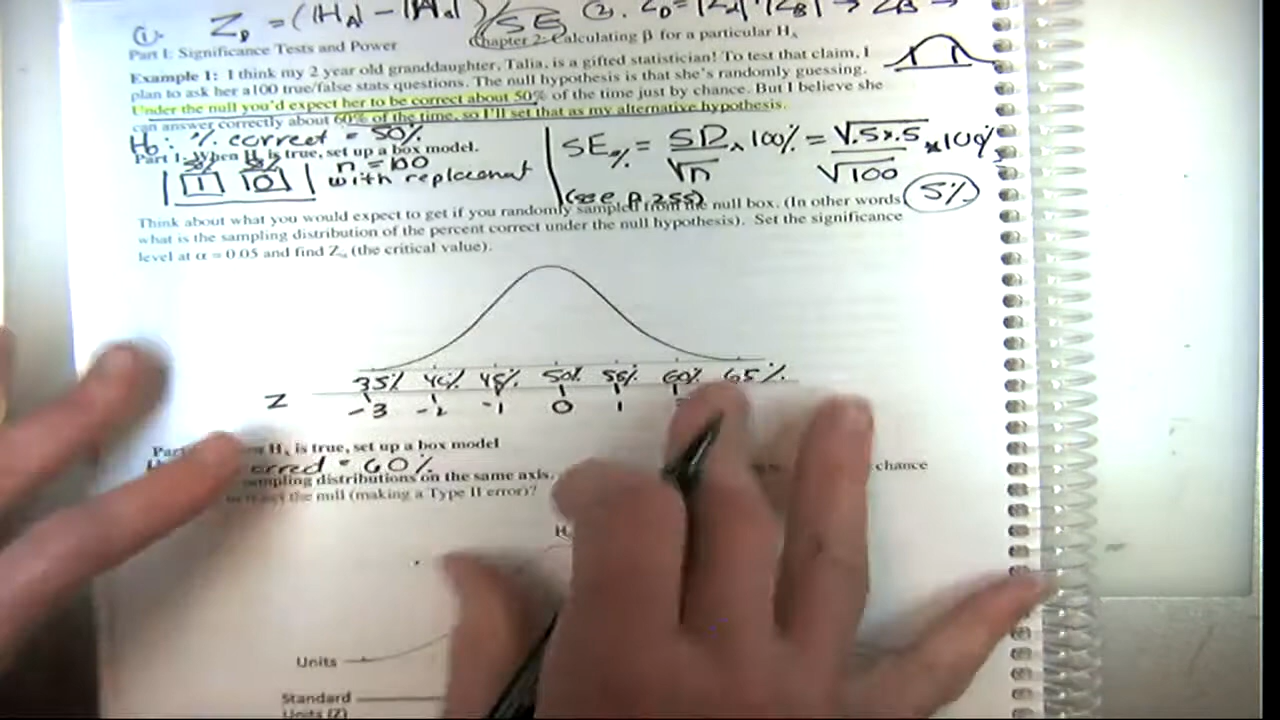 ①. Z_D = (H_A - H_0) / SE ②. Z_D = |Z_α| + |Z_β| → Z_β →
Part I: Significance Tests and Power Chapter 2: Calculating β for a particular H_A
Example 1: I think my 2 year old granddaughter, Talia, is a gifted statistician! To test that claim, I
plan to ask her a100 true/false stats questions. The null hypothesis is that she's randomly guessing.
Under the null you'd expect her to be correct about 50% of the time just by chance. But I believe she
can answer correctly about 60% of the time, so I'll set that as my alternative hypothesis.
H_0: % correct = 50%.
Part 1: When H_0 is true, set up a box model.
1 0 n = 100
with replacement
SE_% = SD/√n × 100% = √.5×.5/√100 × 100%
5%
(see p.255)
Think about what you would expect to get if you randomly sampled from the null box. (In other words
what is the sampling distribution of the percent correct under the null hypothesis). Set the significance
level at α = 0.05 and find Z_α (the critical value).
35% 40% 45% 50% 55% 60% 65%
Z -3 -2 -1 0 1
H_A is true, set up a box model
= 60%
sampling distributions on the same axis. chance
the null (making a Type II error)?
Units
Standard
Units (Z)